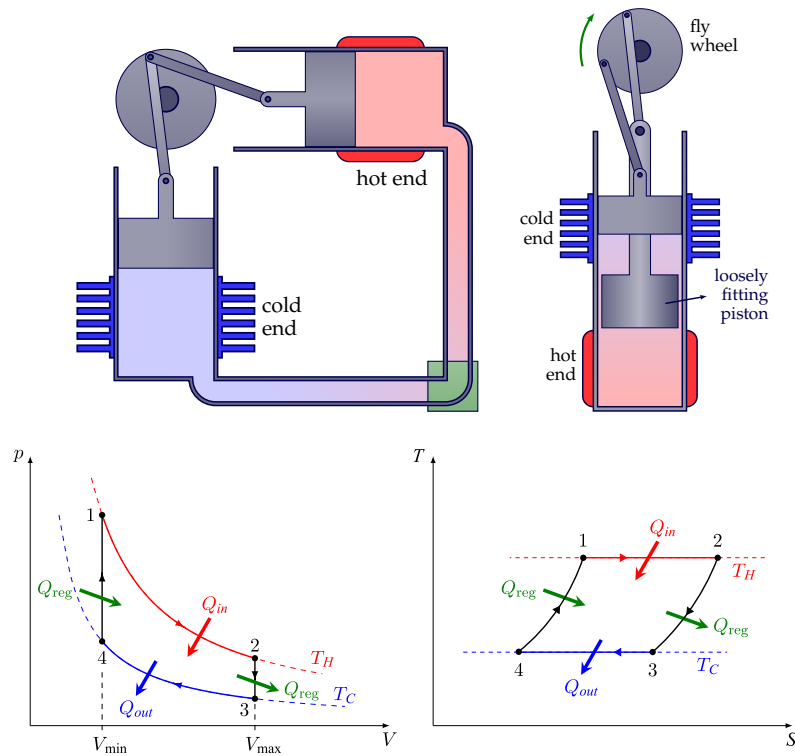 hot end
cold
end
fly
wheel
cold
end
loosely
fitting
piston
hot
end
p
1
Q_reg
4
Q_in
2
T_H
Q_reg
3
T_C
Q_out
V_min
V_max
V
T
1
Q_in
2
T_H
Q_reg
Q_reg
4
3
T_C
Q_out
S